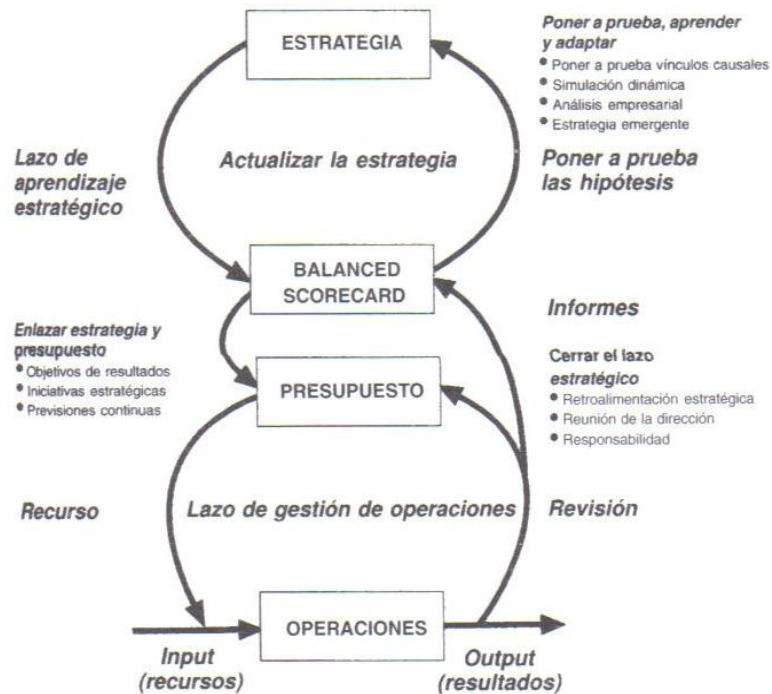 ESTRATEGIA
Poner a prueba, aprender
y adaptar
• Poner a prueba vínculos causales
• Simulación dinámica
• Análisis empresarial
• Estrategia emergente
Lazo de
aprendizaje
estratégico
Actualizar la estrategia
Poner a prueba
las hipótesis
BALANCED
SCORECARD
Informes
Enlazar estrategia y
presupuesto
• Objetivos de resultados
• Iniciativas estratégicas
• Previsiones continuas
PRESUPUESTO
Cerrar el lazo
estratégico
• Retroalimentación estratégica
• Reunión de la dirección
• Responsabilidad
Recurso
Lazo de gestión de operaciones
Revisión
OPERACIONES
Input
(recursos)
Output
(resultados)